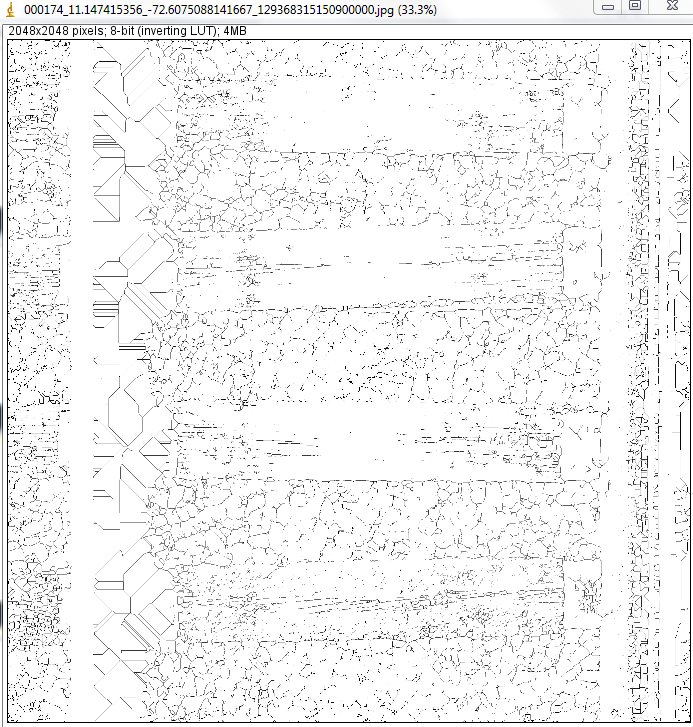 000174_11.147415356_-72.6075088141667_129368315150900000.jpg (33.3%)
2048x2048 pixels; 8-bit (inverting LUT); 4MB